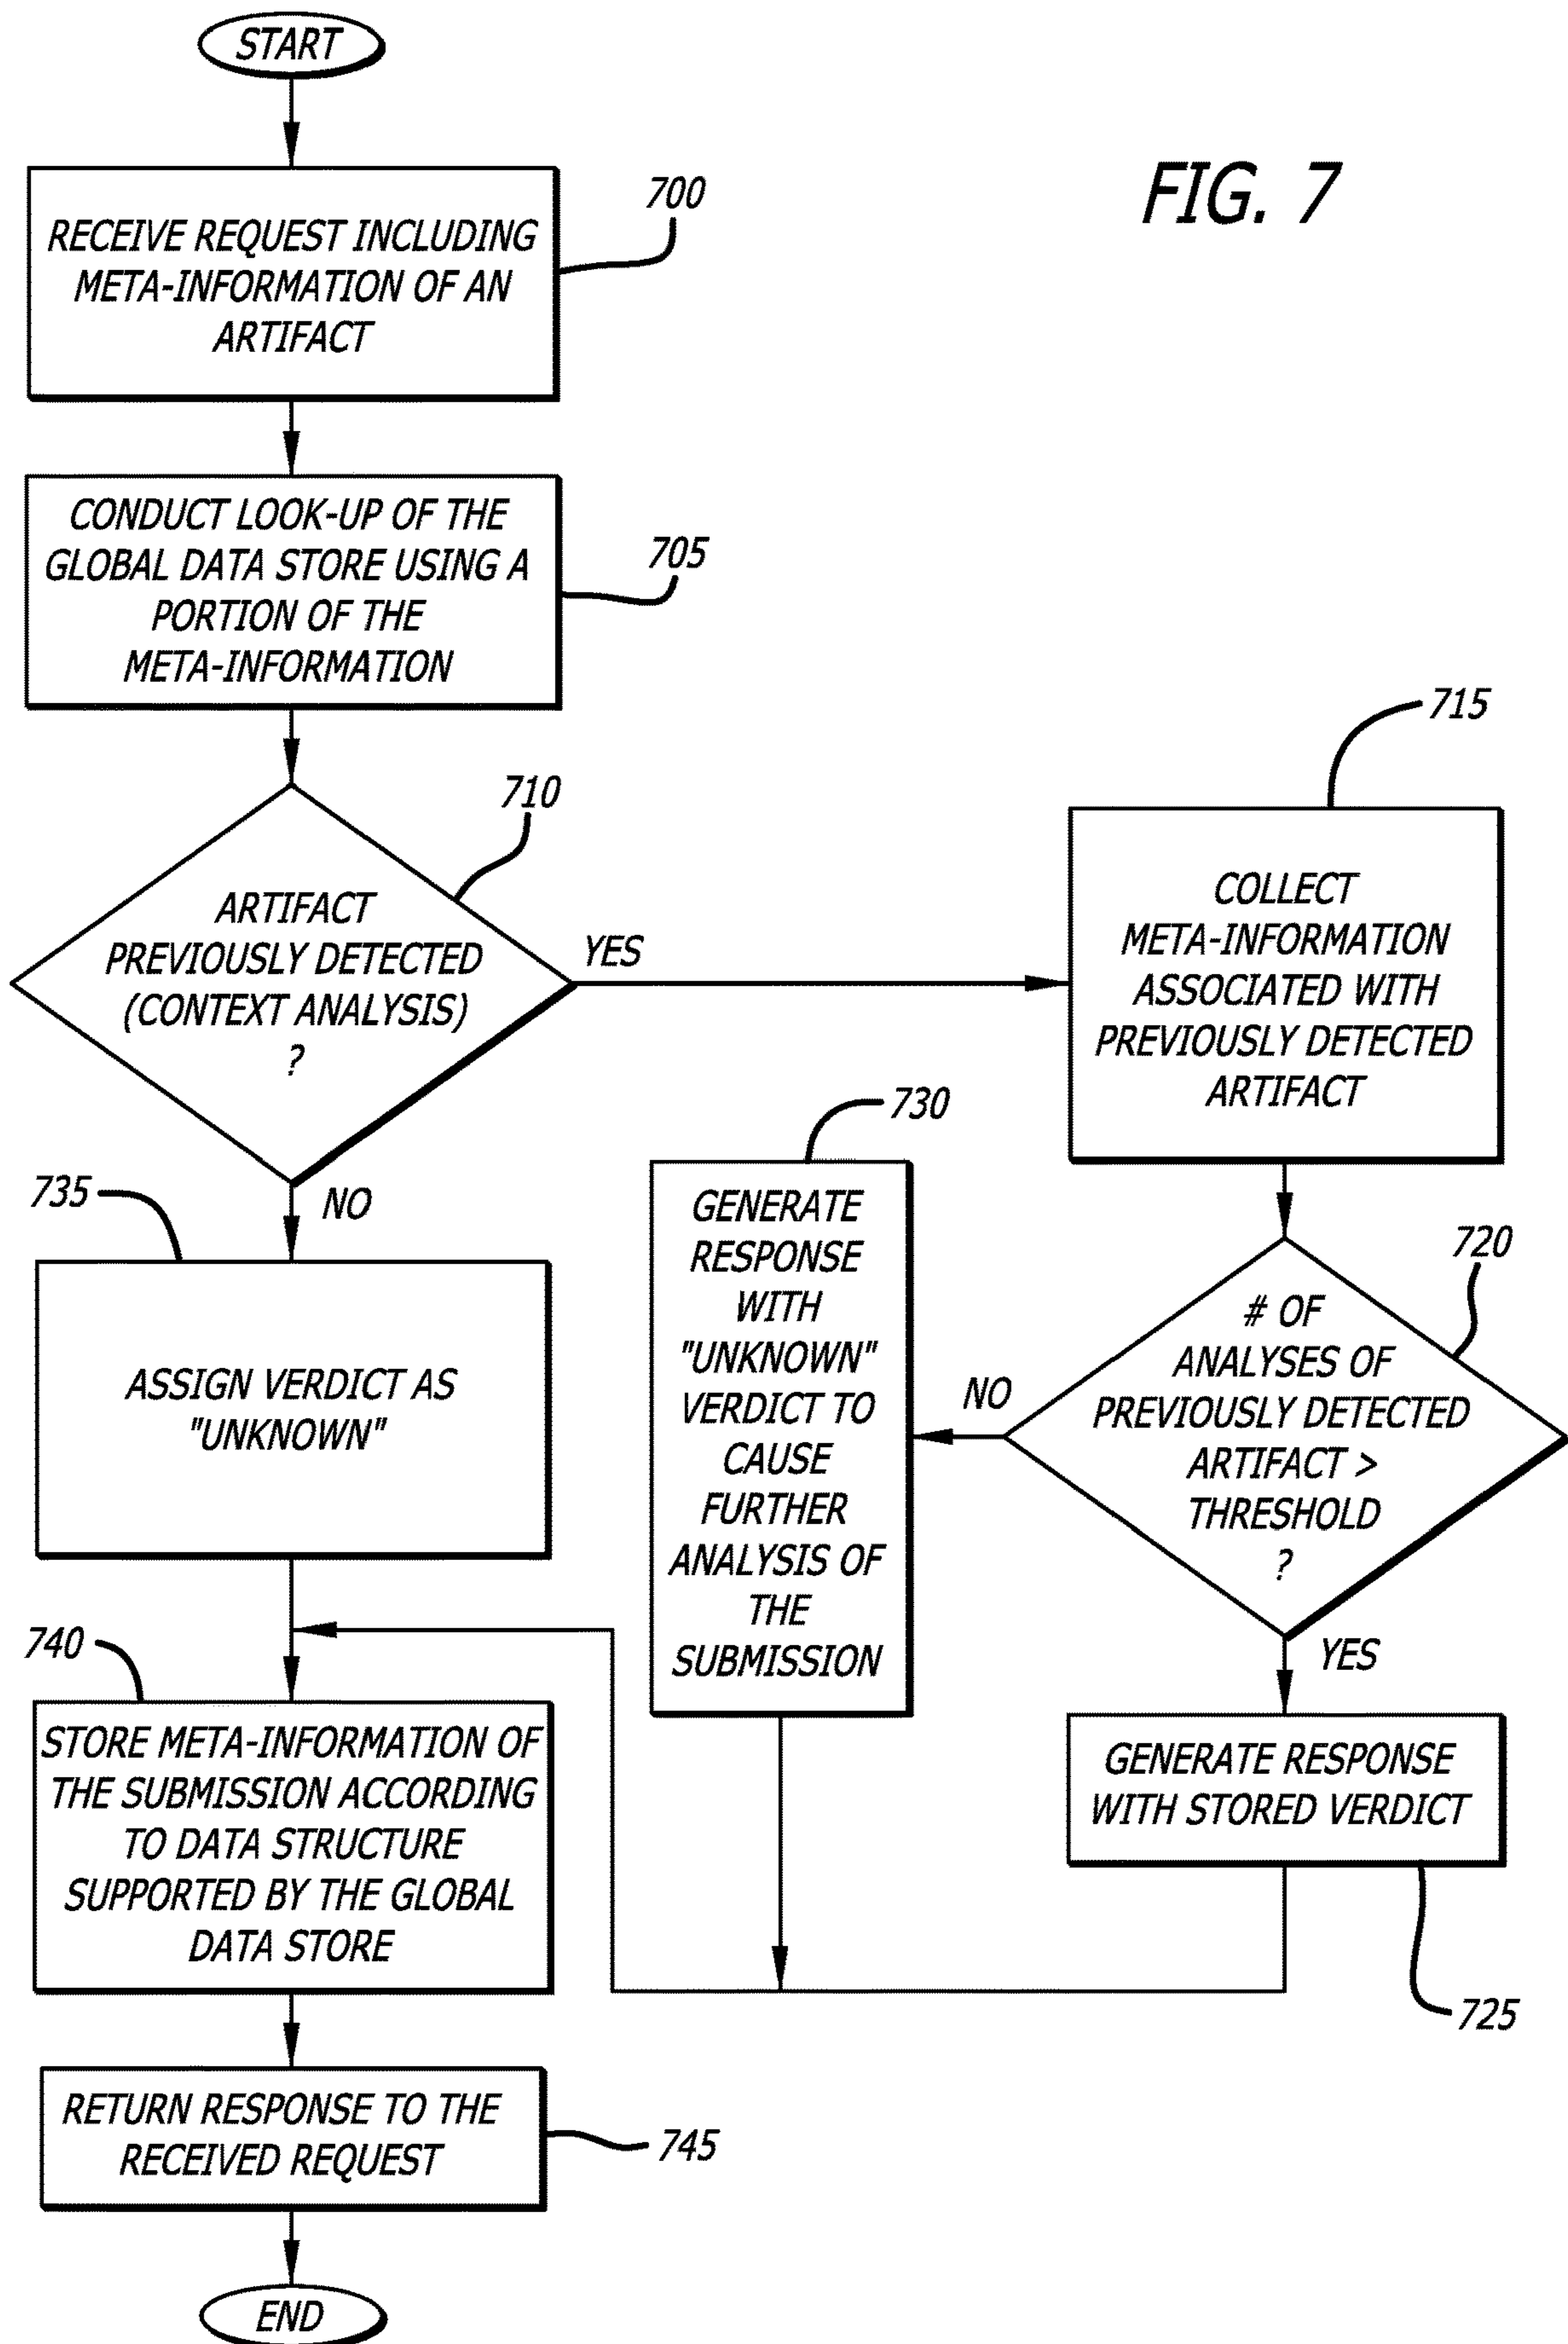 START
FIG. 7
700
RECEIVE REQUEST INCLUDING
META-INFORMATION OF AN
ARTIFACT
705
CONDUCT LOOK-UP OF THE
GLOBAL DATA STORE USING A
PORTION OF THE
META-INFORMATION
710
ARTIFACT
PREVIOUSLY DETECTED
(CONTEXT ANALYSIS)
?
YES
NO
715
COLLECT
META-INFORMATION
ASSOCIATED WITH
PREVIOUSLY DETECTED
ARTIFACT
720
# OF
ANALYSES OF
PREVIOUSLY DETECTED
ARTIFACT >
THRESHOLD
?
NO
YES
730
GENERATE
RESPONSE
WITH
"UNKNOWN"
VERDICT TO
CAUSE
FURTHER
ANALYSIS OF
THE
SUBMISSION
GENERATE RESPONSE
WITH STORED VERDICT
725
735
ASSIGN VERDICT AS
"UNKNOWN"
740
STORE META-INFORMATION OF
THE SUBMISSION ACCORDING
TO DATA STRUCTURE
SUPPORTED BY THE GLOBAL
DATA STORE
RETURN RESPONSE TO THE
RECEIVED REQUEST
745
END